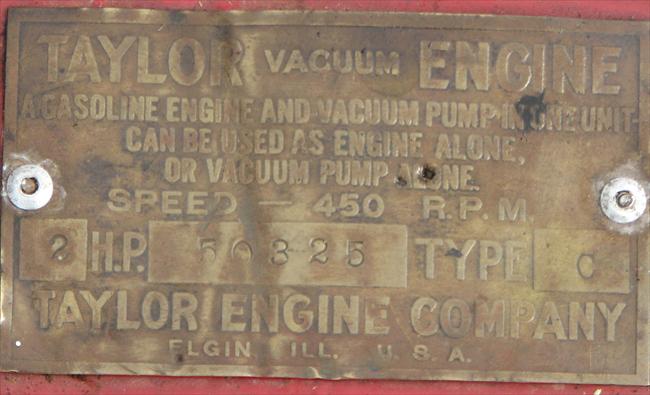 TAYLOR VACUUM ENGINE
A GASOLINE ENGINE AND VACUUM PUMP IN ONE UNIT
CAN BE USED AS ENGINE ALONE,
OR VACUUM PUMP ALONE.
SPEED — 450 R.P.M.
2 H.P. 50325 TYPE C
TAYLOR ENGINE COMPANY
ELGIN, ILL. U.S.A.